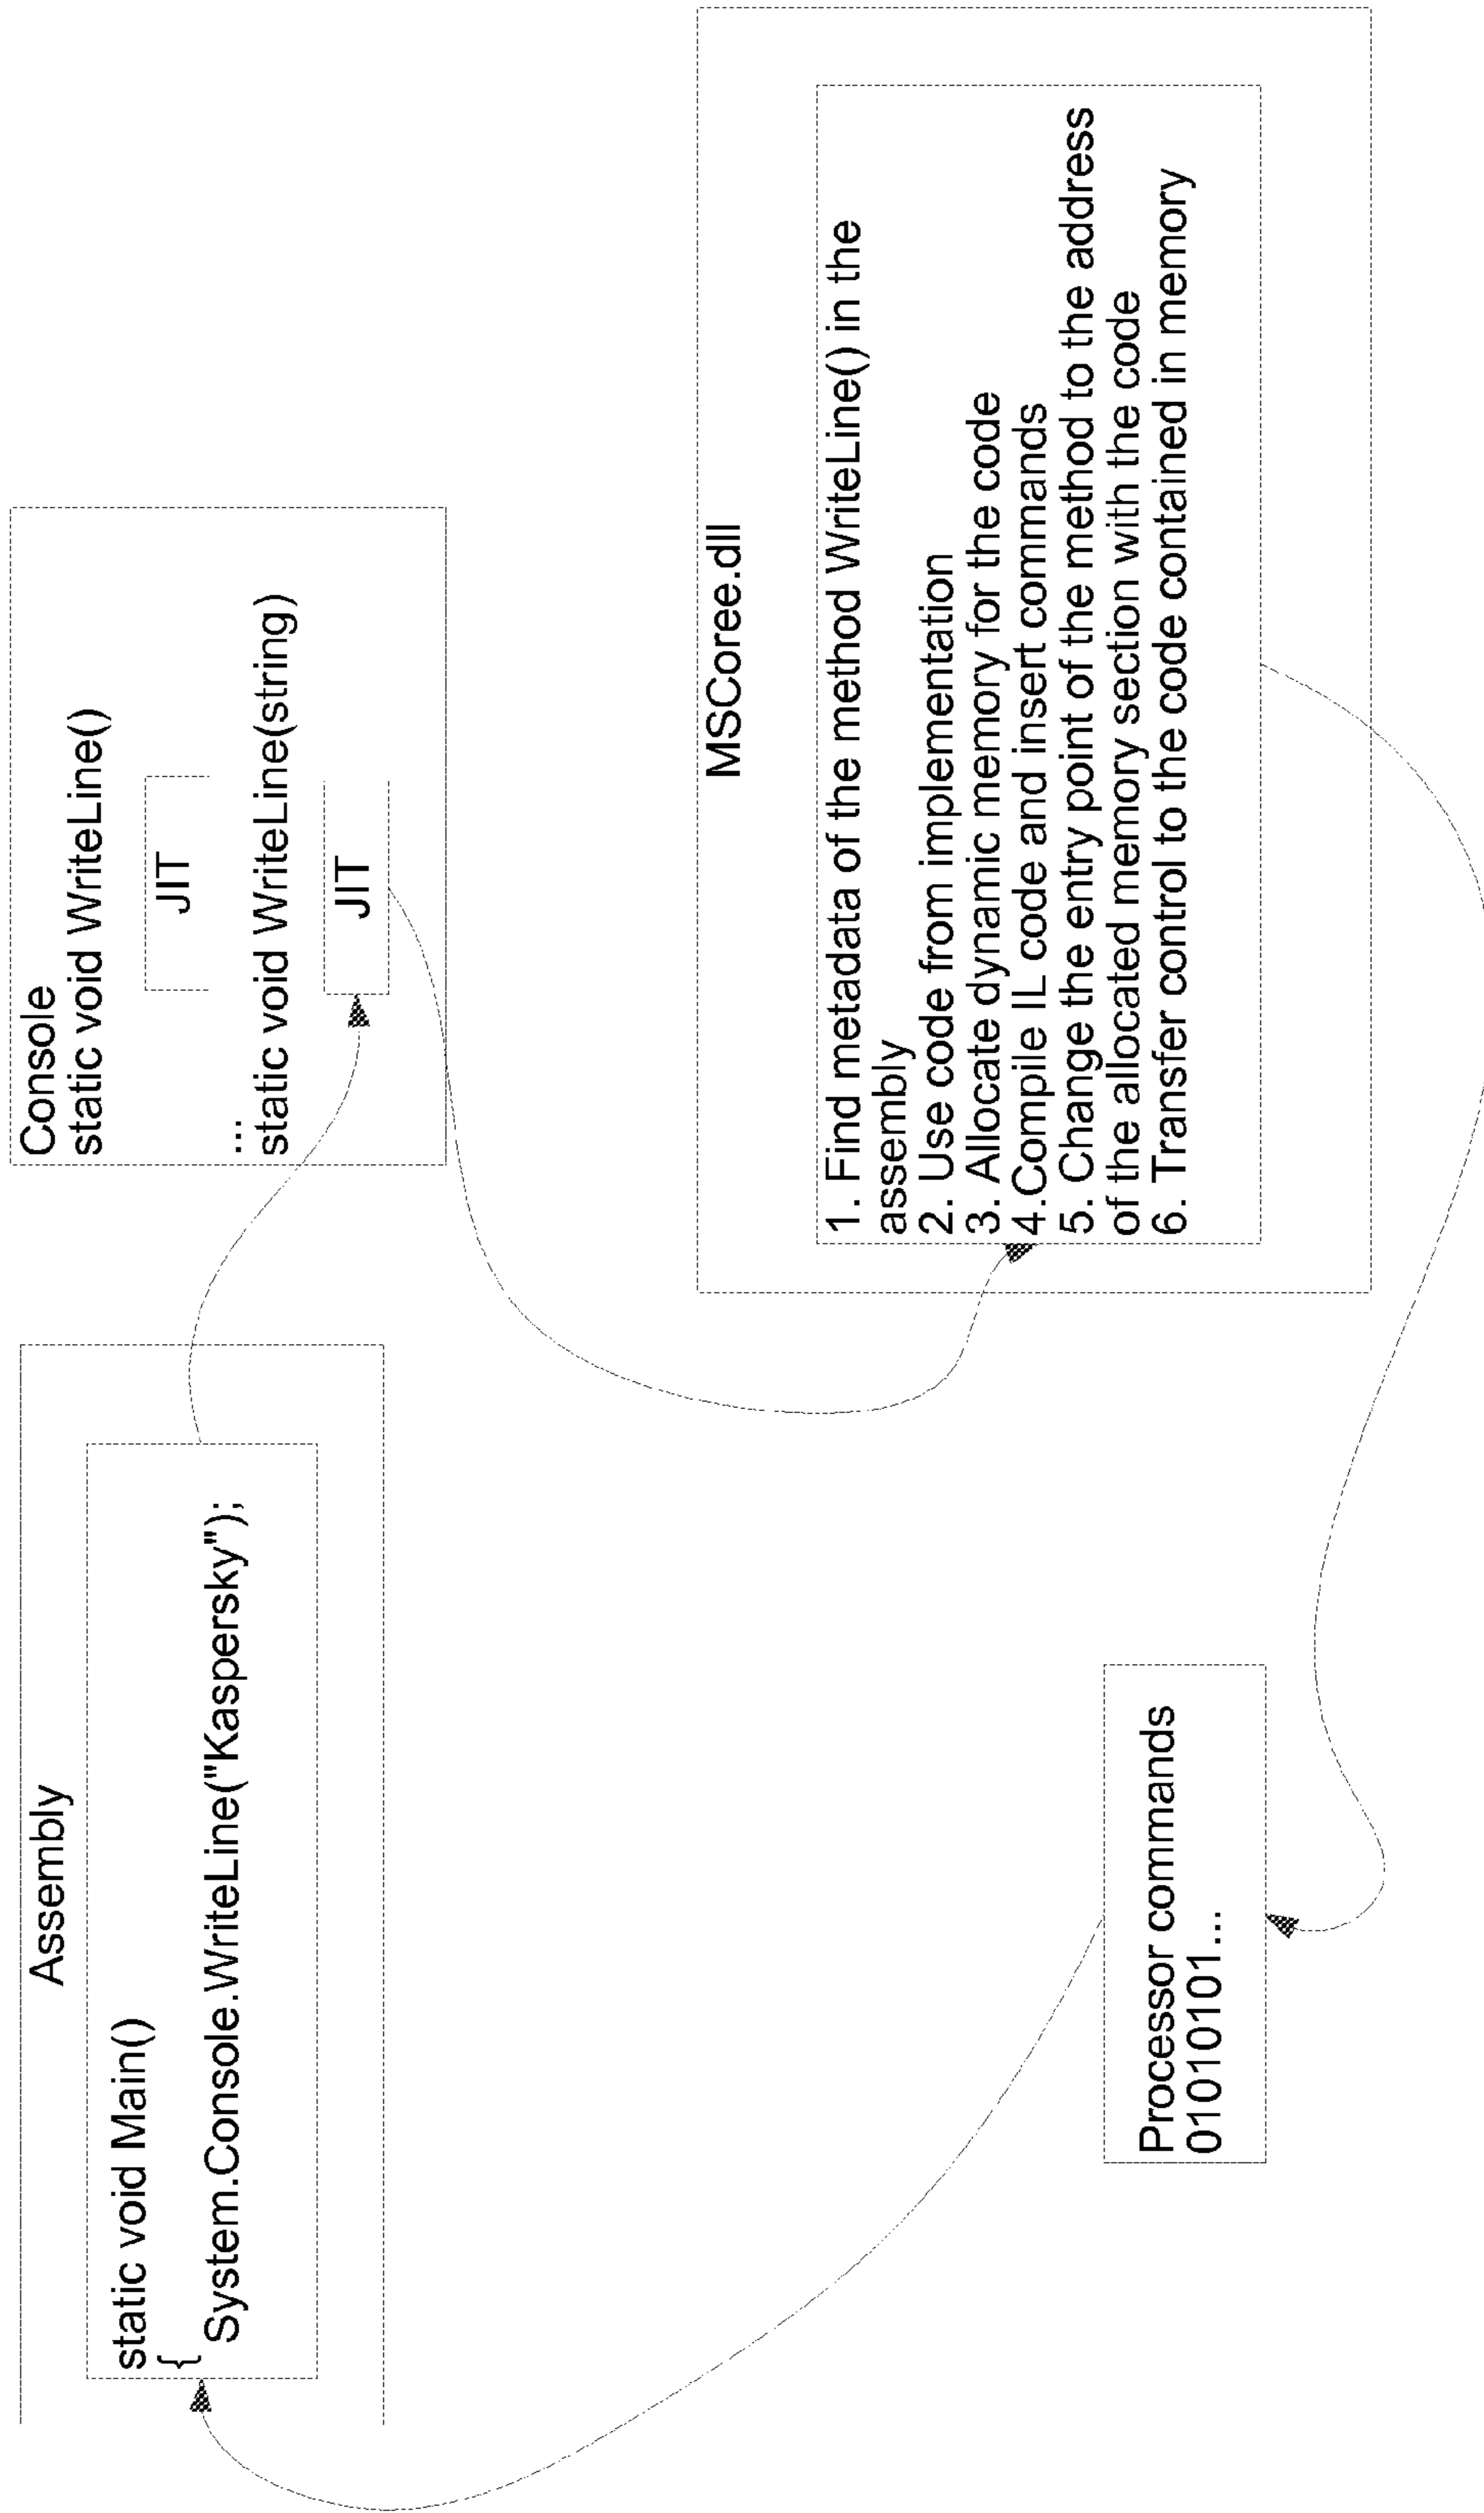 Assembly
static void Main()
{
System.Console.WriteLine("Kaspersky");
Console
static void WriteLine()
JIT
...
static void WriteLine(string)
JIT
MSCoree.dll
1. Find metadata of the method WriteLine() in the
assembly
2. Use code from implementation
3. Allocate dynamic memory for the code
4.Compile IL code and insert commands
5. Change the entry point of the method to the address
of the allocated memory section with the code
6. Transfer control to the code contained in memory
Processor commands
01010101...